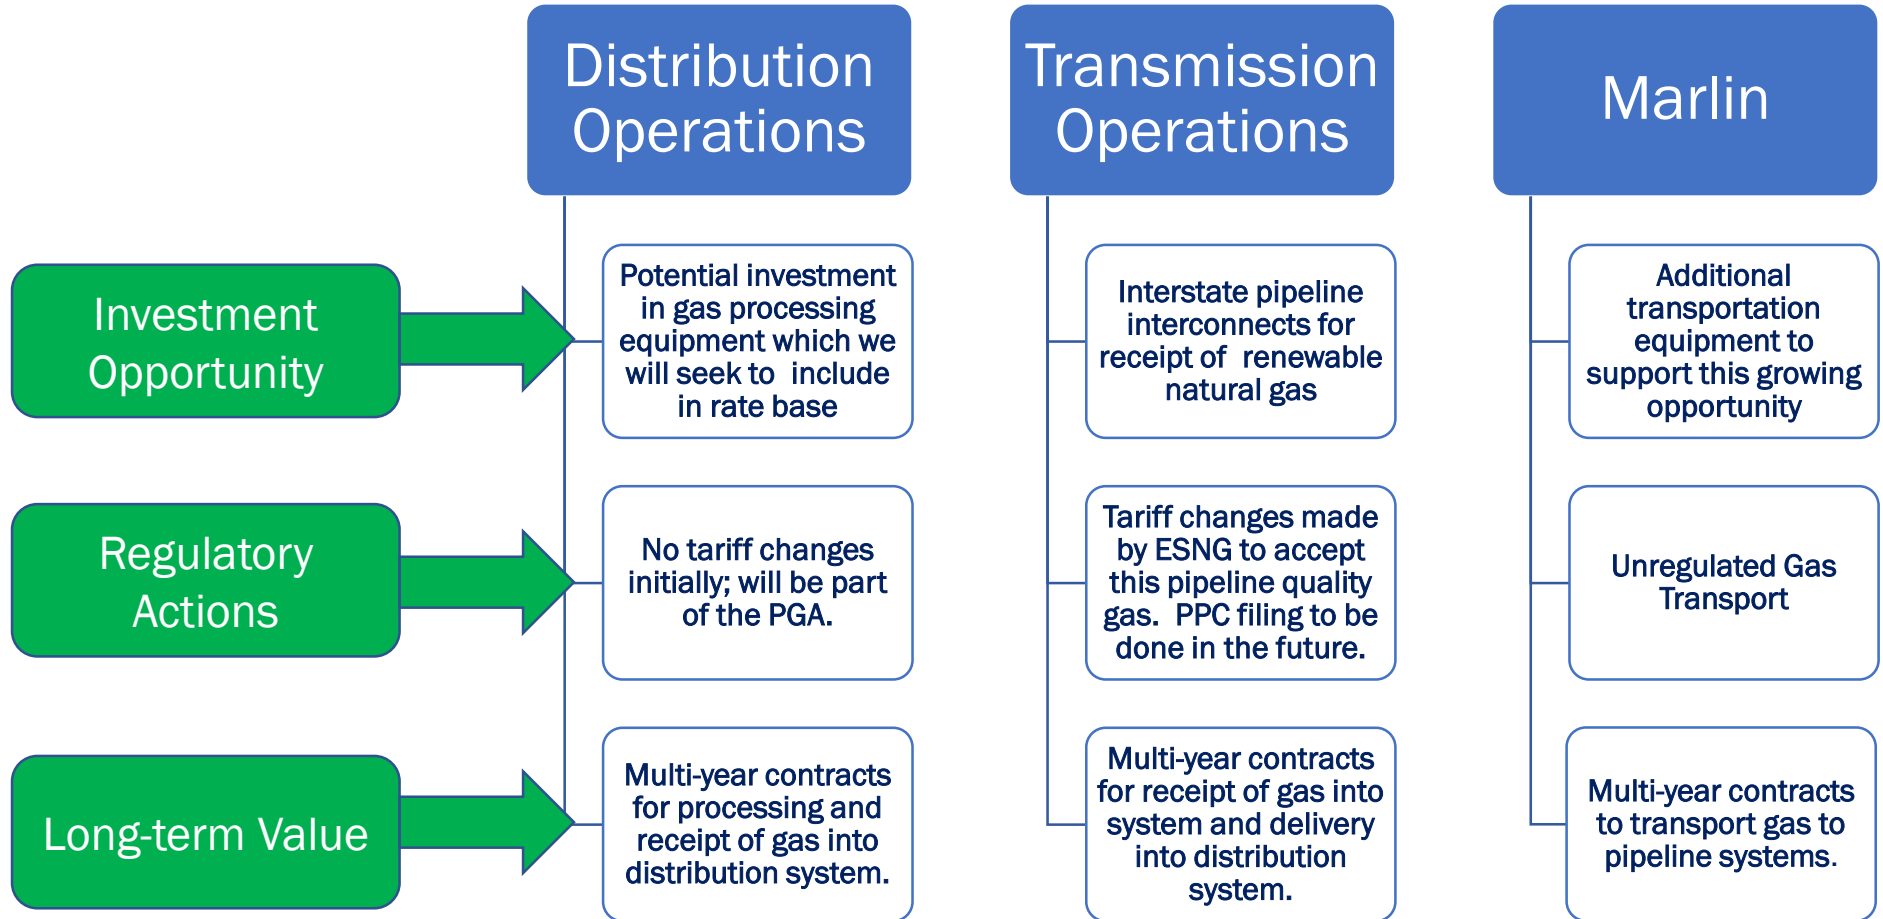 Distribution
Operations
Transmission
Operations
Marlin
Investment
Opportunity
Potential investment
in gas processing
equipment which we
will seek to include
in rate base
Interstate pipeline
interconnects for
receipt of renewable
natural gas
Additional
transportation
equipment to
support this growing
opportunity
Regulatory
Actions
No tariff changes
initially; will be part
of the PGA.
Tariff changes made
by ESNG to accept
this pipeline quality
gas. PPC filing to be
done in the future.
Unregulated Gas
Transport
Long-term Value
Multi-year contracts
for processing and
receipt of gas into
distribution system.
Multi-year contracts
for receipt of gas into
system and delivery
into distribution
system.
Multi-year contracts
to transport gas to
pipeline systems.